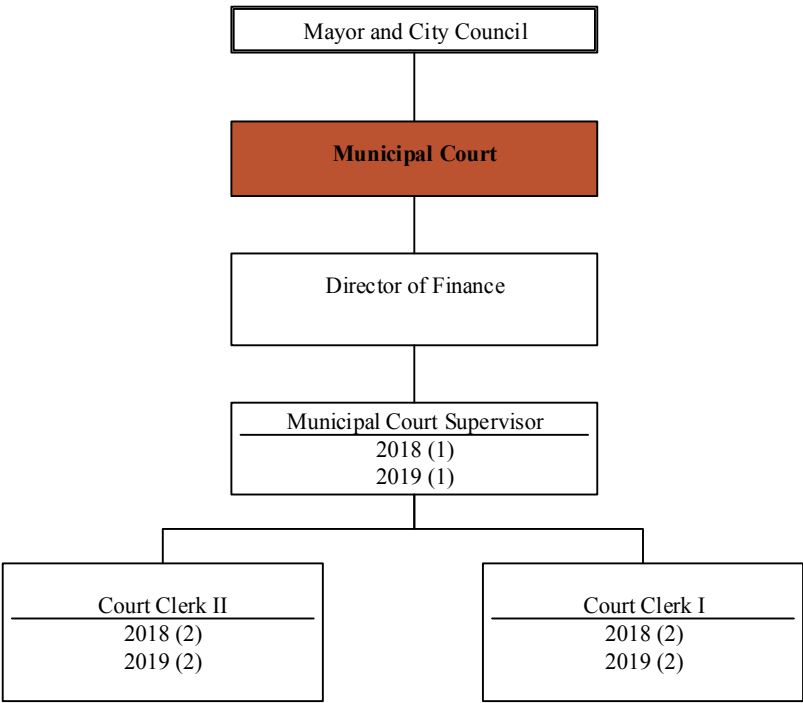 Mayor and City Council
Municipal Court
Director of Finance
Municipal Court Supervisor
2018 (1)
2019 (1)
Court Clerk II
2018 (2)
2019 (2)
Court Clerk I
2018 (2)
2019 (2)